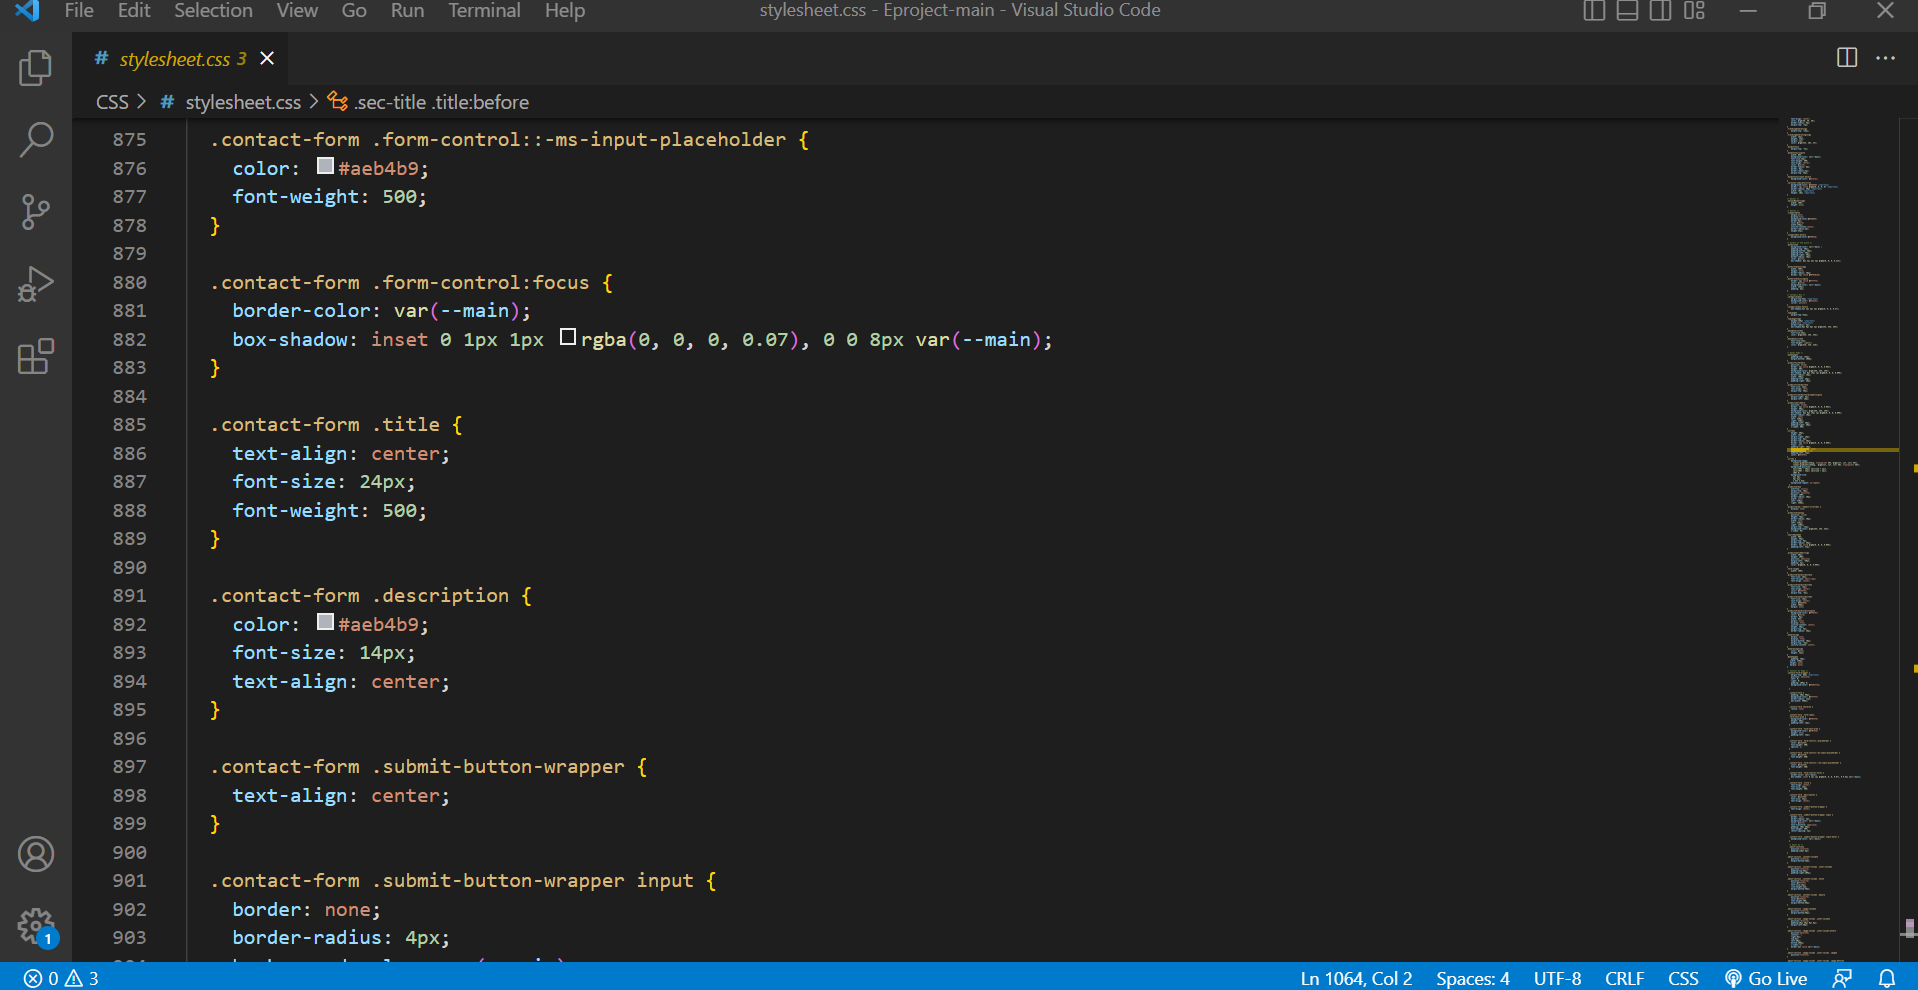 File Edit Selection View Go Run Terminal Help stylesheet.css - Eproject-main - Visual Studio Code
# stylesheet.css 3
CSS > # stylesheet.css > .sec-title .title:before
875 .contact-form .form-control::-ms-input-placeholder {
876 color: #aeb4b9;
877 font-weight: 500;
878 }
879
880 .contact-form .form-control:focus {
881 border-color: var(--main);
882 box-shadow: inset 0 1px 1px rgba(0, 0, 0, 0.07), 0 0 8px var(--main);
883 }
884
885 .contact-form .title {
886 text-align: center;
887 font-size: 24px;
888 font-weight: 500;
889 }
890
891 .contact-form .description {
892 color: #aeb4b9;
893 font-size: 14px;
894 text-align: center;
895 }
896
897 .contact-form .submit-button-wrapper {
898 text-align: center;
899 }
900
901 .contact-form .submit-button-wrapper input {
902 border: none;
903 border-radius: 4px;
1
0 3 Ln 1064, Col 2 Spaces: 4 UTF-8 CRLF CSS Go Live